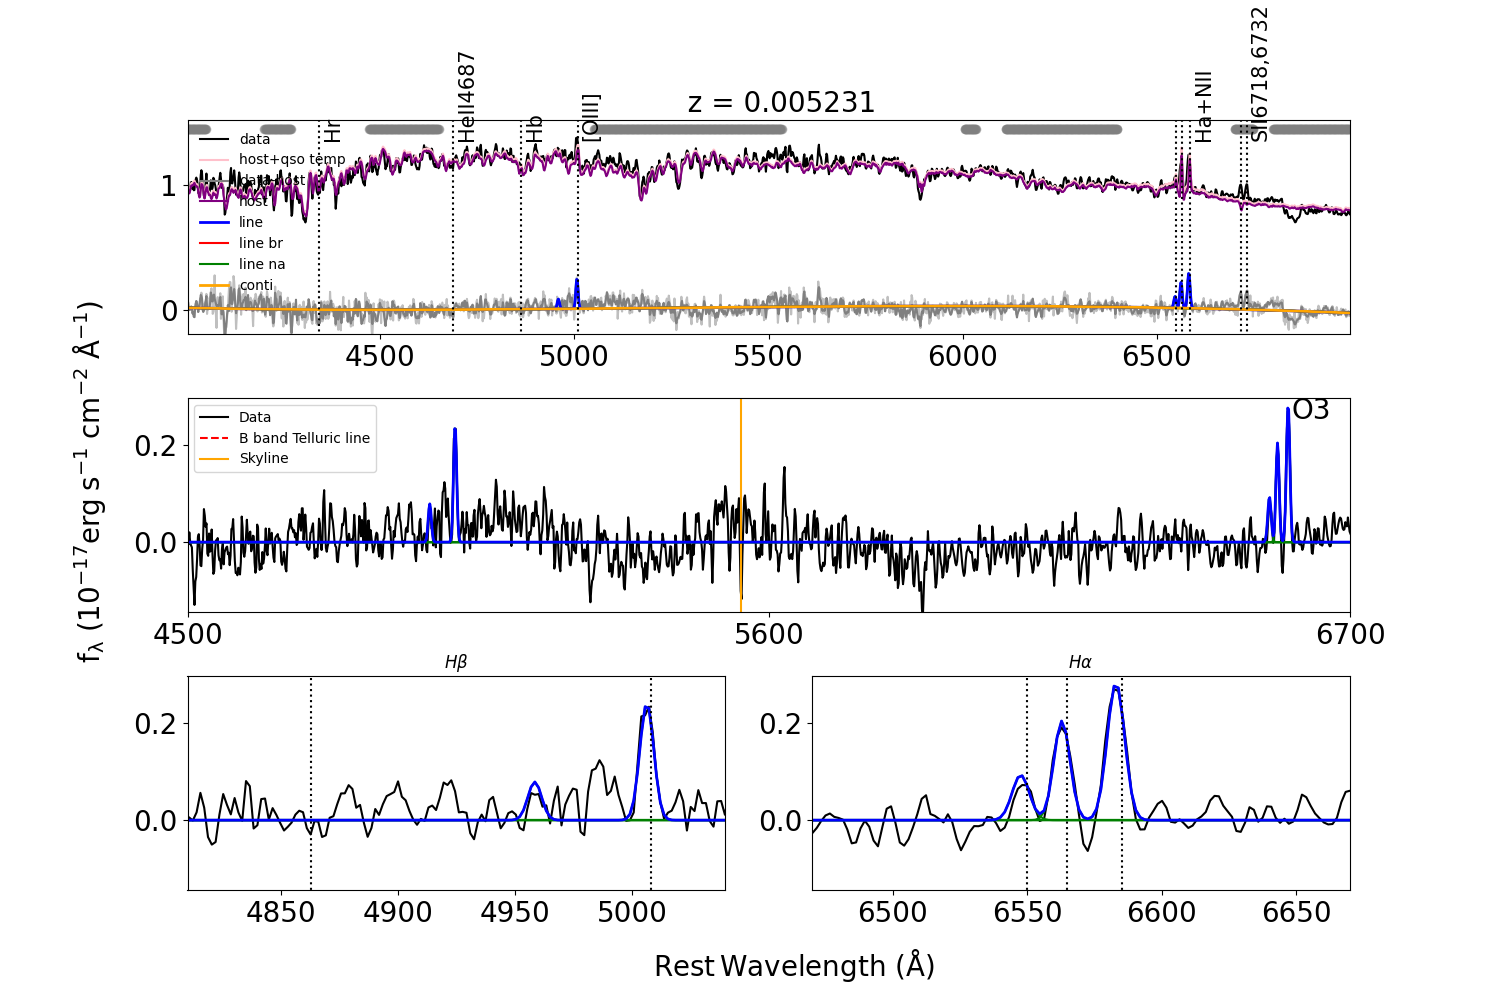 z = 0.005231
Hr
HeII4687
Hb
[OIII]
Ha+NII
SII6718,6732
data
host+qso temp
data-host
host
line
line br
line na
conti
1
0
4500
5000
5500
6000
6500
Data
B band Telluric line
Skyline
O3
0.2
0.0
4500
5600
6700
fλ (10⁻¹⁷erg s⁻¹ cm⁻² Å⁻¹)
Hβ
0.2
0.0
4850
4900
4950
5000
Hα
0.2
0.0
6500
6550
6600
6650
Rest Wavelength (Å)